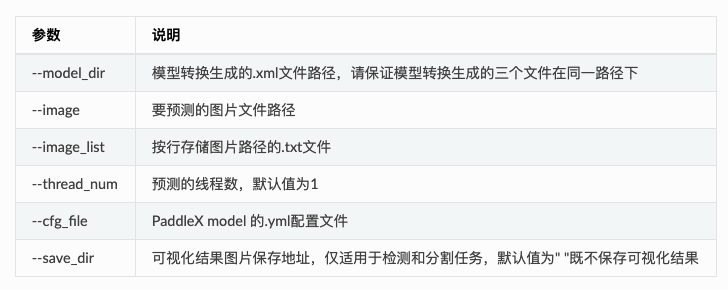 参数 说明
--model_dir 模型转换生成的.xml文件路径，请保证模型转换生成的三个文件在同一路径下
--image 要预测的图片文件路径
--image_list 按行存储图片路径的.txt文件
--thread_num 预测的线程数，默认值为1
--cfg_file PaddleX model 的.yml配置文件
--save_dir 可视化结果图片保存地址，仅适用于检测和分割任务，默认值为" "既不保存可视化结果